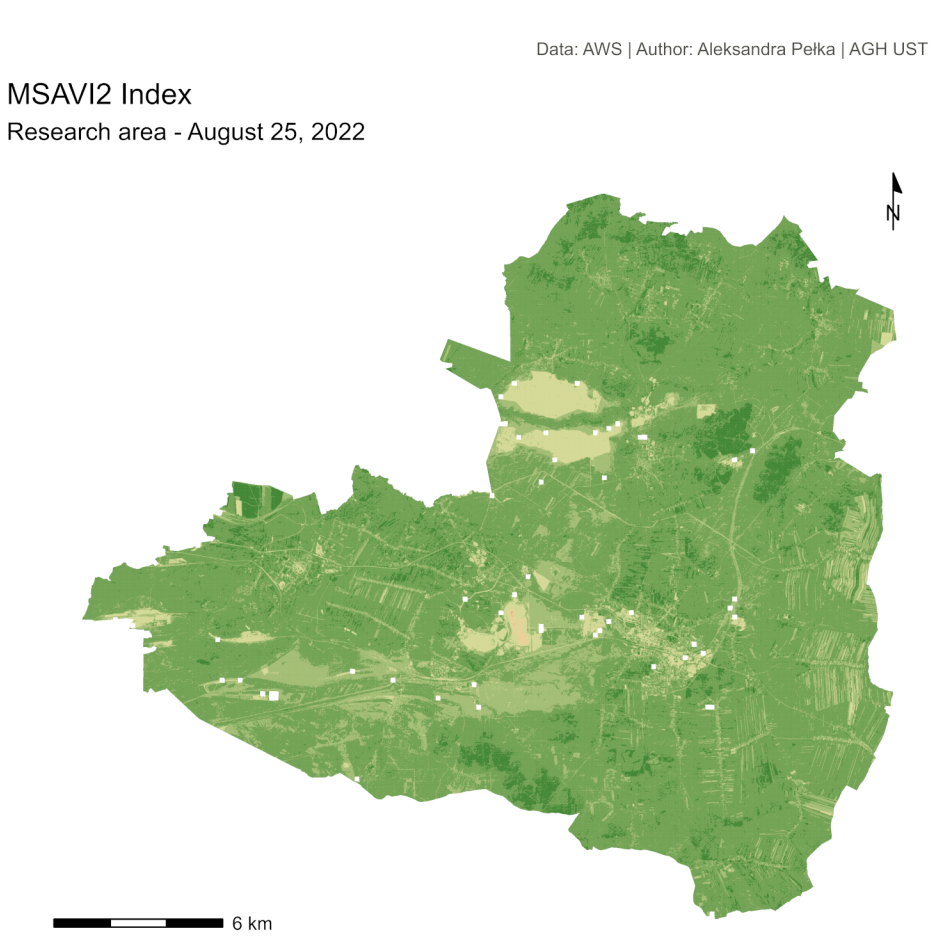 Data: AWS | Author: Aleksandra Pełka | AGH UST
MSAVI2 Index
Research area - August 25, 2022
N
6 km